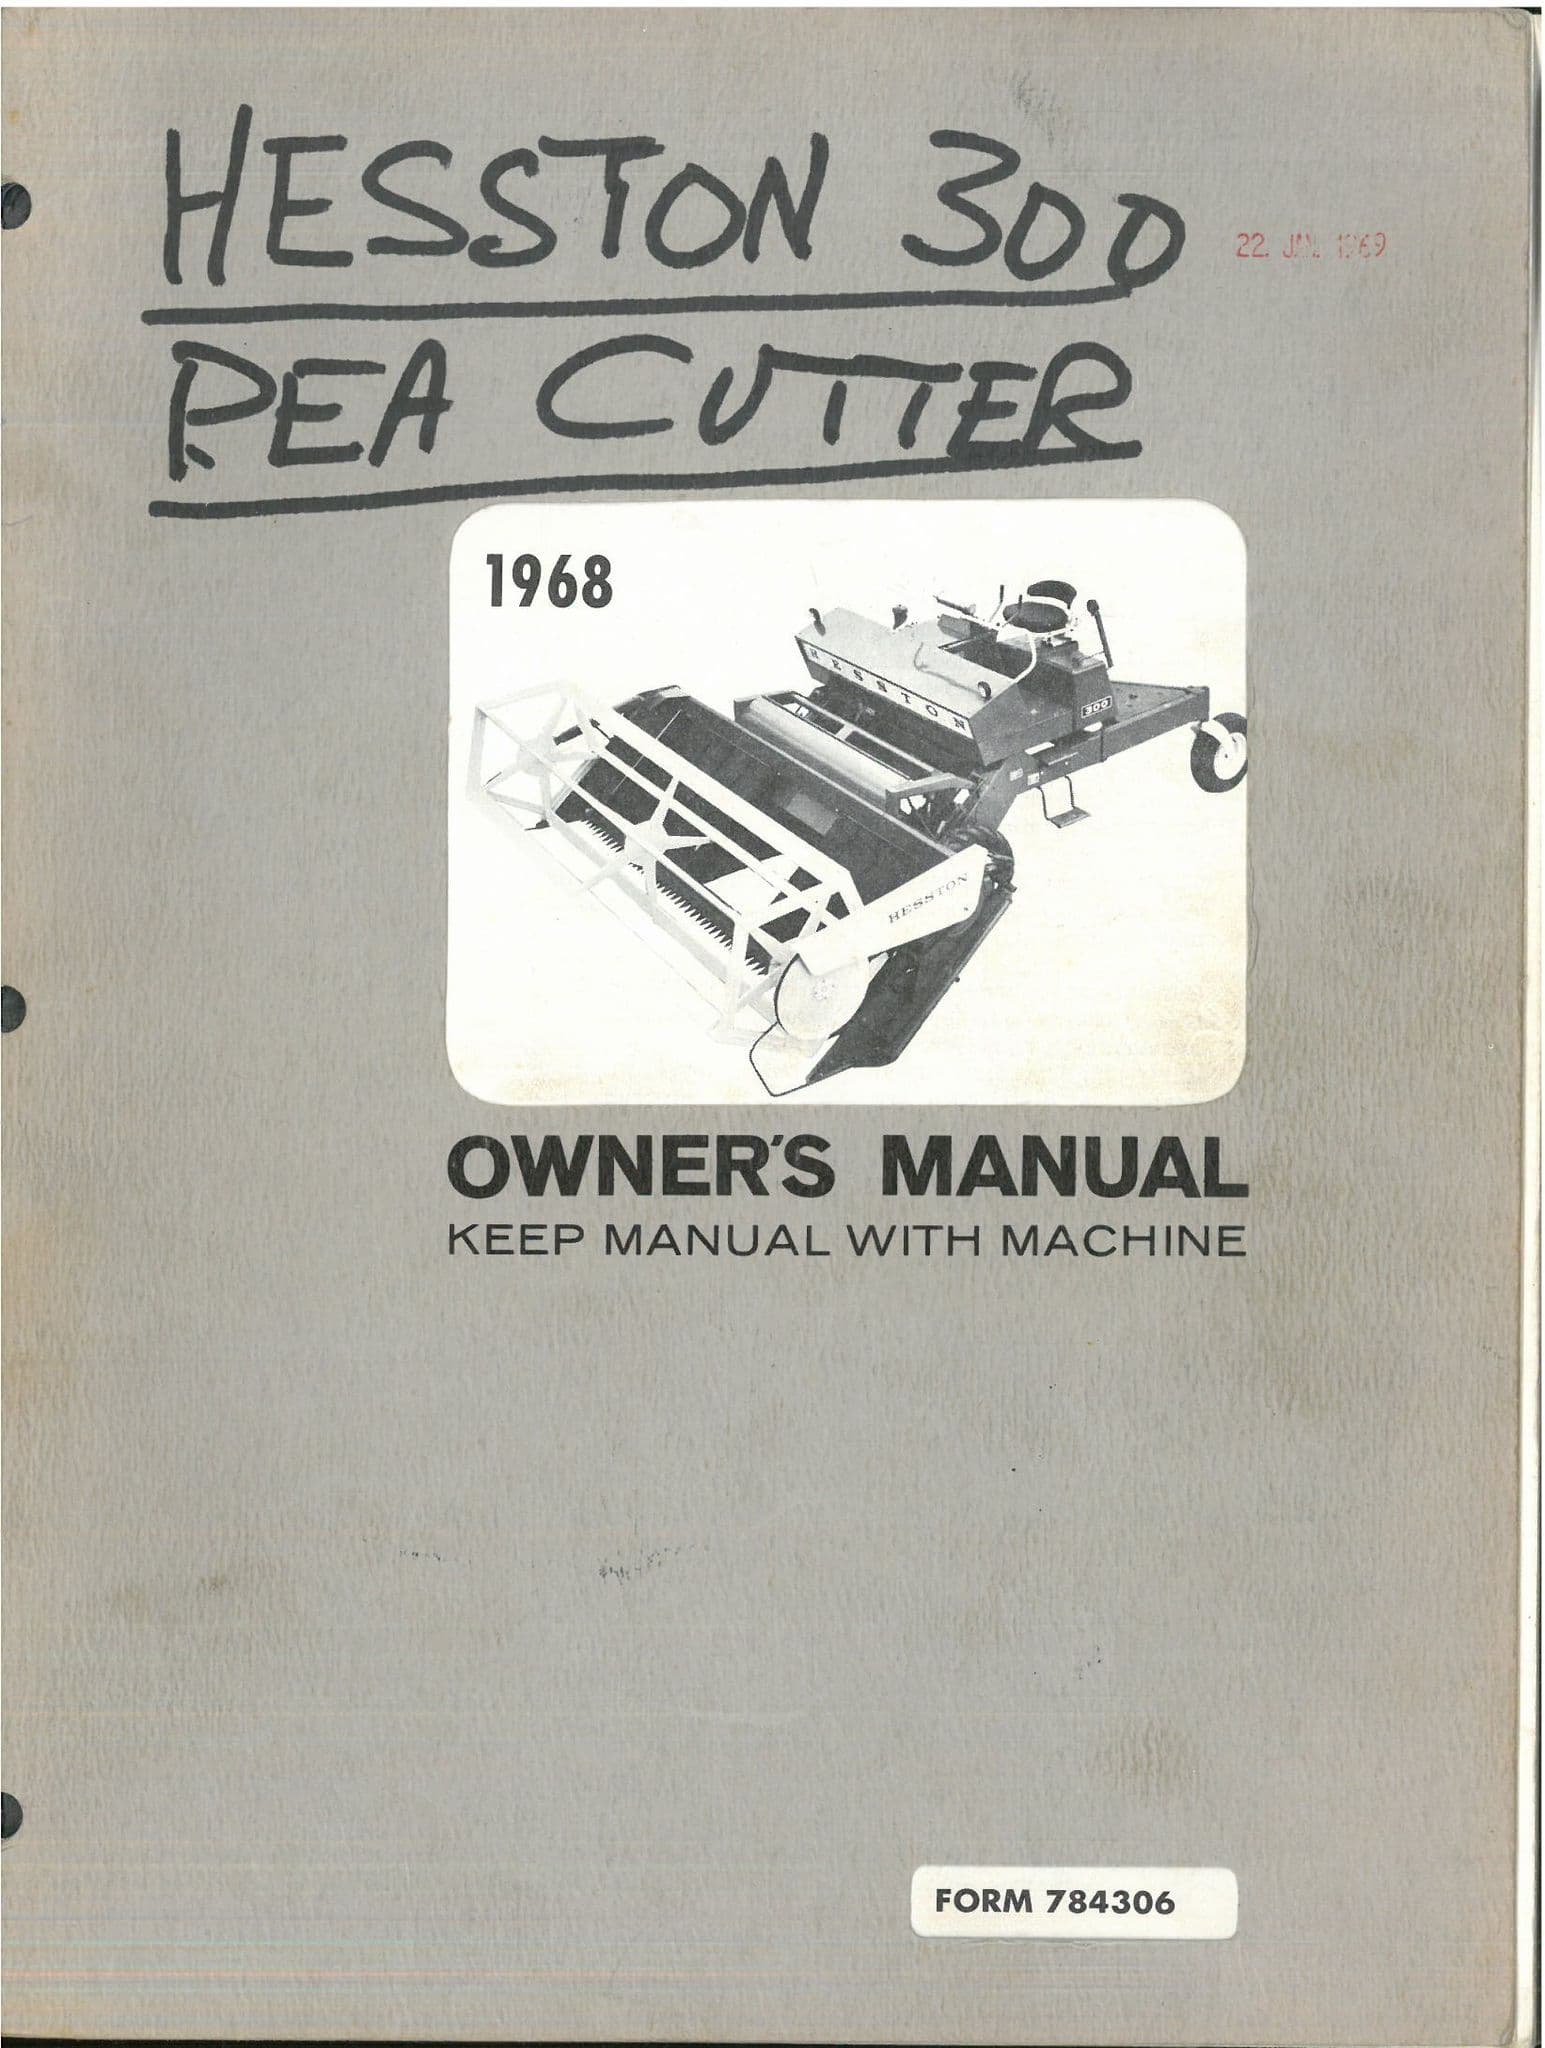 HESSTON 300
22. JAN. 1969
PEA CUTTER
1968
HESSTON
300
HESSTON
OWNER'S MANUAL
KEEP MANUAL WITH MACHINE
FORM 784306